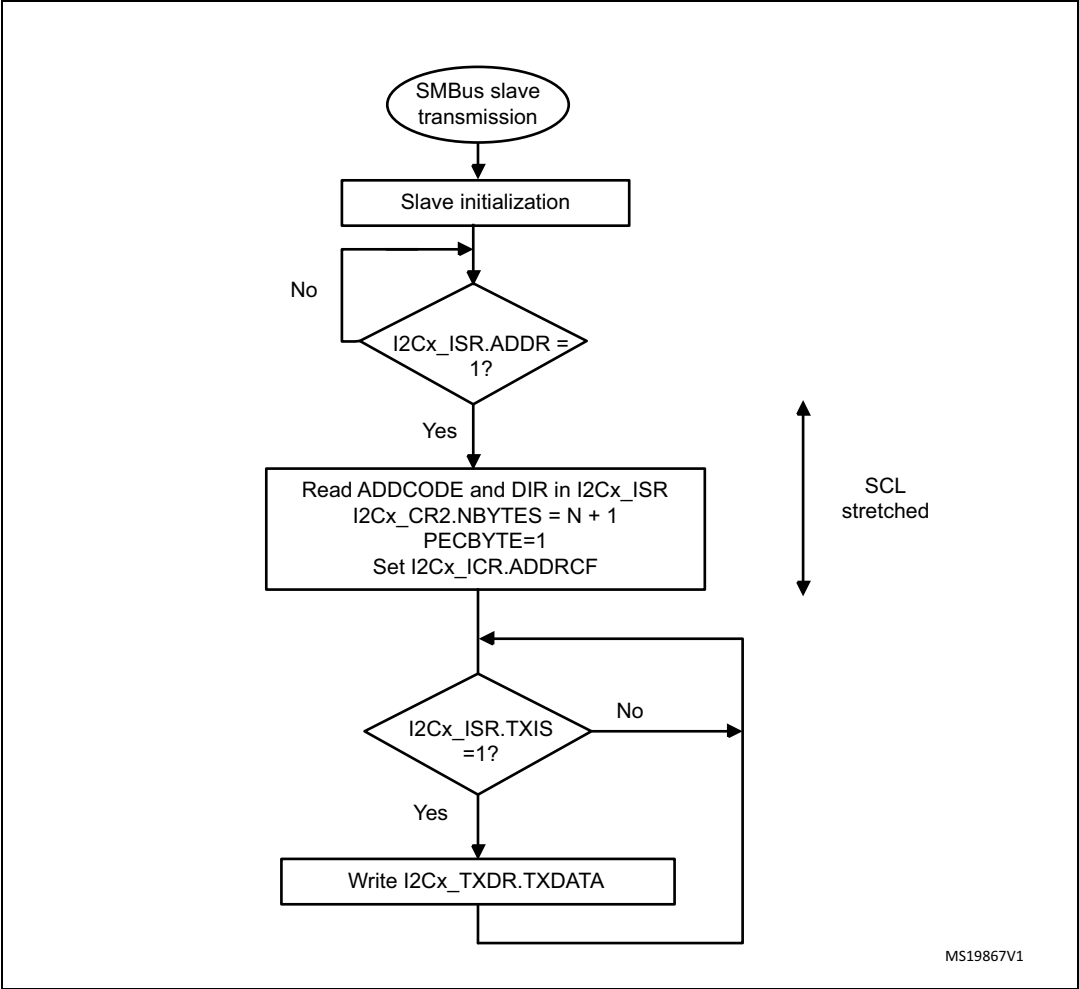 SMBus slave
transmission
Slave initialization
No
I2Cx_ISR.ADDR =
1?
Yes
Read ADDCODE and DIR in I2Cx_ISR
I2Cx_CR2.NBYTES = N + 1
PECBYTE=1
Set I2Cx_ICR.ADDRCF
SCL
stretched
I2Cx_ISR.TXIS
=1?
No
Yes
Write I2Cx_TXDR.TXDATA
MS19867V1